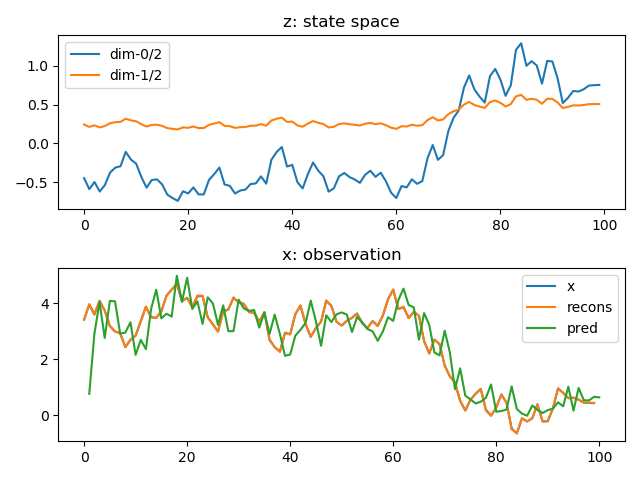 z: state space
dim-0/2
dim-1/2
1.0
0.5
0.0
−0.5
0 20 40 60 80 100
x: observation
x
recons
pred
4
2
0
0 20 40 60 80 100